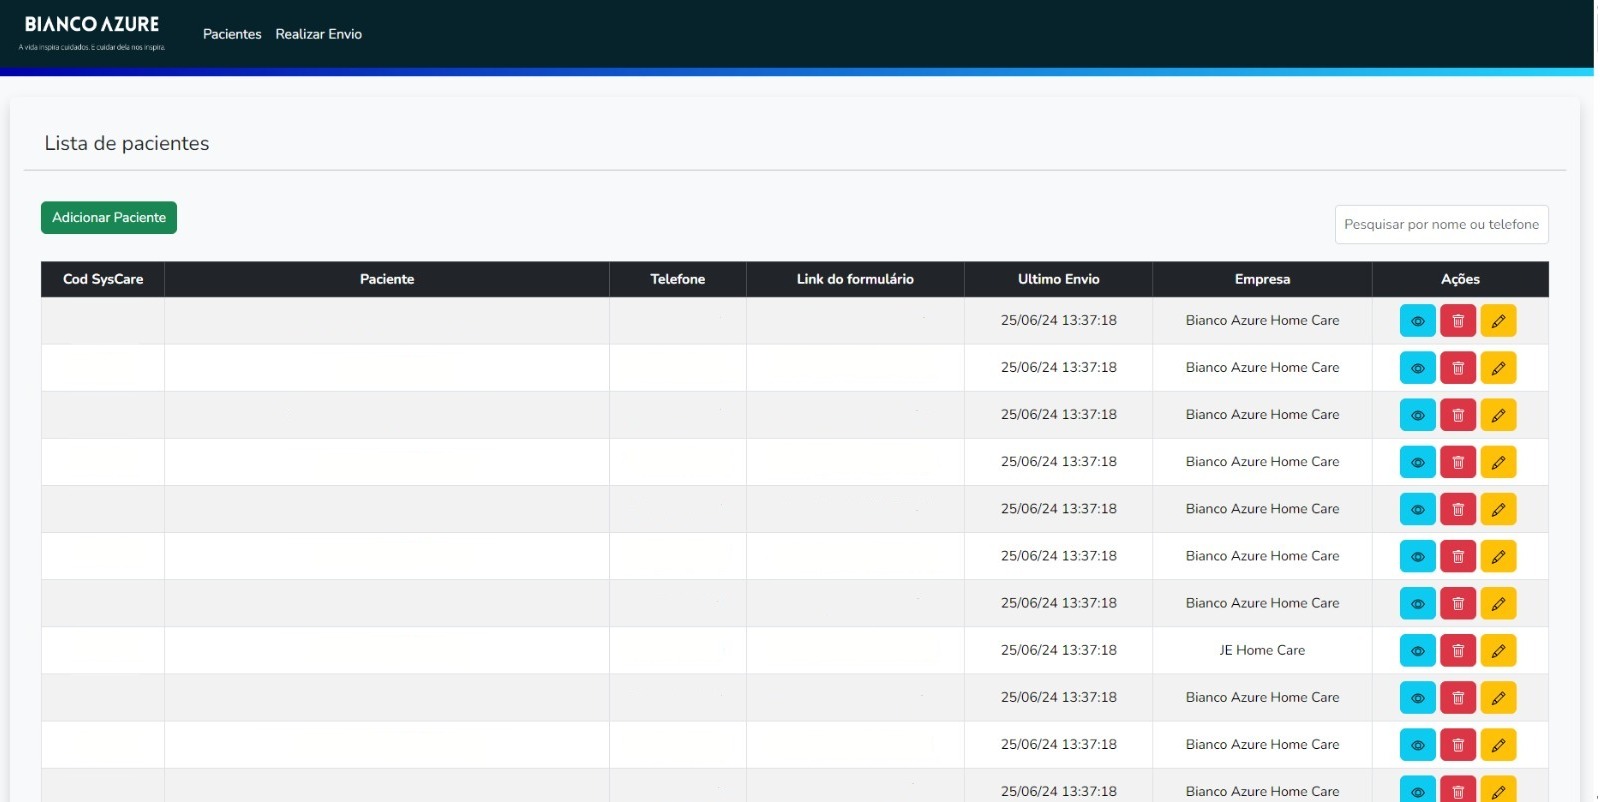 BIANCO AZURE
A vida inspira cuidados. E cuidar dela nos inspira.
Pacientes Realizar Envio
Lista de pacientes
Adicionar Paciente
Pesquisar por nome ou telefone
Cod SysCare Paciente Telefone Link do formulário Ultimo Envio Empresa Ações
25/06/24 13:37:18 Bianco Azure Home Care
25/06/24 13:37:18 Bianco Azure Home Care
25/06/24 13:37:18 Bianco Azure Home Care
25/06/24 13:37:18 Bianco Azure Home Care
25/06/24 13:37:18 Bianco Azure Home Care
25/06/24 13:37:18 Bianco Azure Home Care
25/06/24 13:37:18 Bianco Azure Home Care
25/06/24 13:37:18 JE Home Care
25/06/24 13:37:18 Bianco Azure Home Care
25/06/24 13:37:18 Bianco Azure Home Care
25/06/24 13:37:18 Bianco Azure Home Care